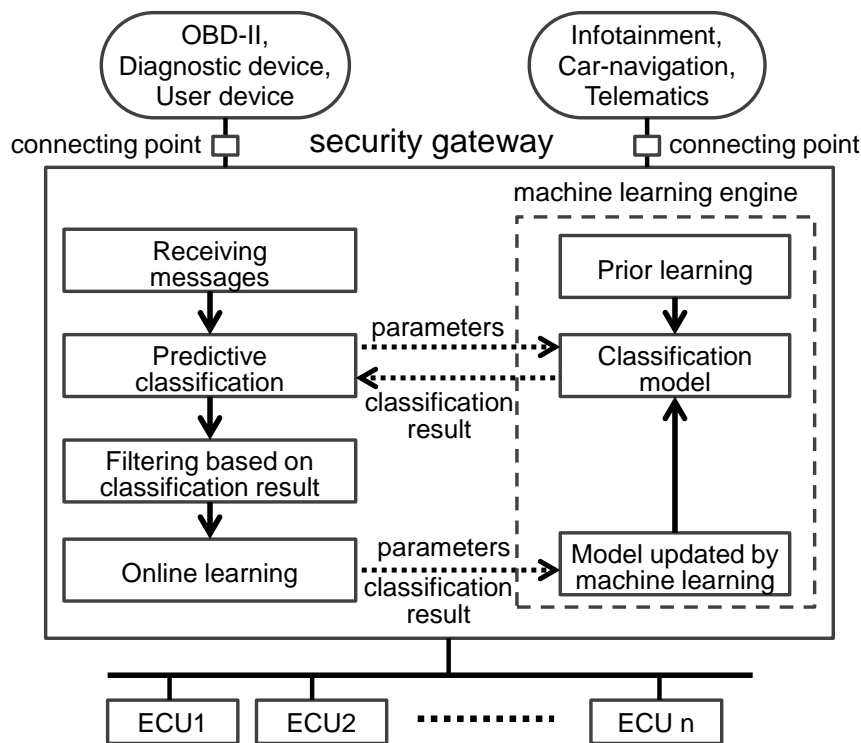 OBD-II,
Diagnostic device,
User device
Infotainment,
Car-navigation,
Telematics
connecting point
security gateway
connecting point
machine learning engine
Receiving
messages
Prior learning
parameters
Predictive
classification
Classification
model
classification
result
Filtering based on
classification result
parameters
Online learning
Model updated by
machine learning
classification
result
ECU1
ECU2
ECU n